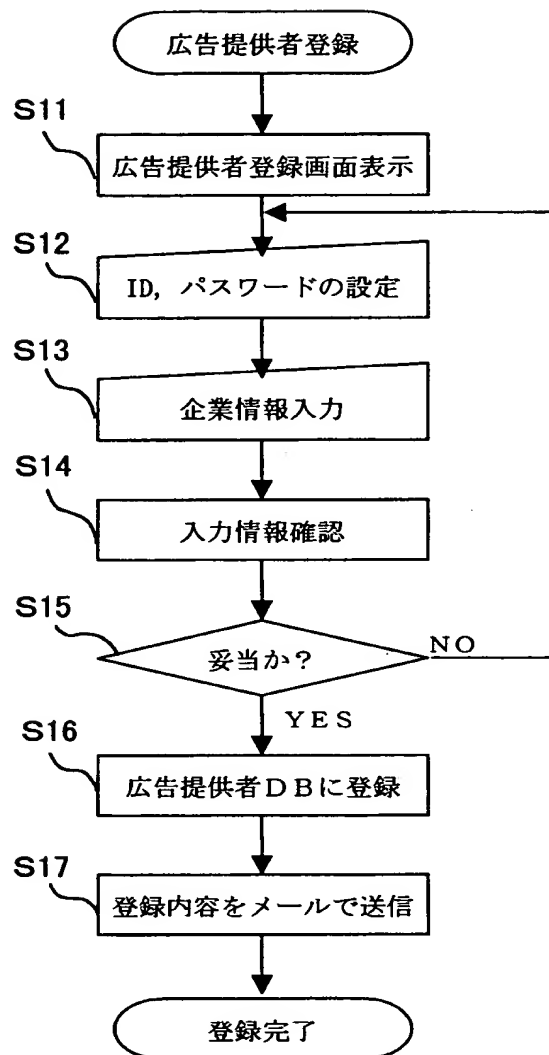 広告提供者登録
S11
広告提供者登録画面表示
S12
ID, パスワードの設定
S13
企業情報入力
S14
入力情報確認
S15
妥当か?
NO
YES
S16
広告提供者DBに登録
S17
登録内容をメールで送信
登録完了